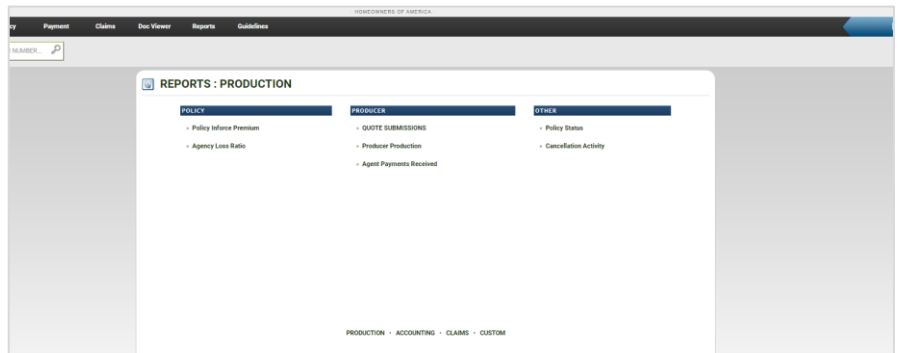 HOMEOWNERS OF AMERICA
cy Payment Claims Doc Viewer Reports Guidelines
NUMBER...
REPORTS : PRODUCTION
POLICY PRODUCER OTHER
Policy Inforce Premium QUOTE SUBMISSIONS Policy Status
Agency Loss Ratio Producer Production Cancellation Activity
Agent Payments Received
PRODUCTION • ACCOUNTING • CLAIMS • CUSTOM